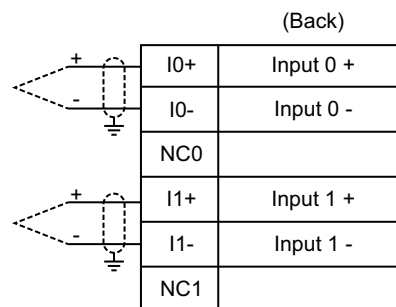 (Back)
+ I0+ Input 0 +
- I0- Input 0 -
NC0
+ I1+ Input 1 +
- I1- Input 1 -
NC1